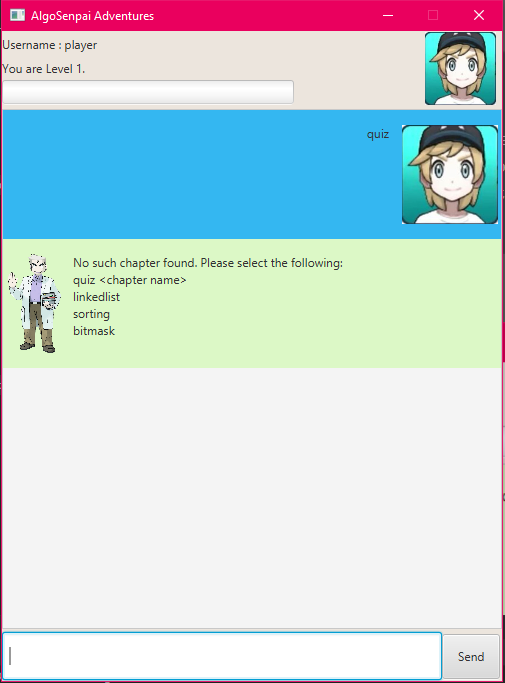 AlgoSenpai Adventures
Username : player
You are Level 1.
quiz
No such chapter found. Please select the following:
quiz <chapter name>
linkedlist
sorting
bitmask
Send